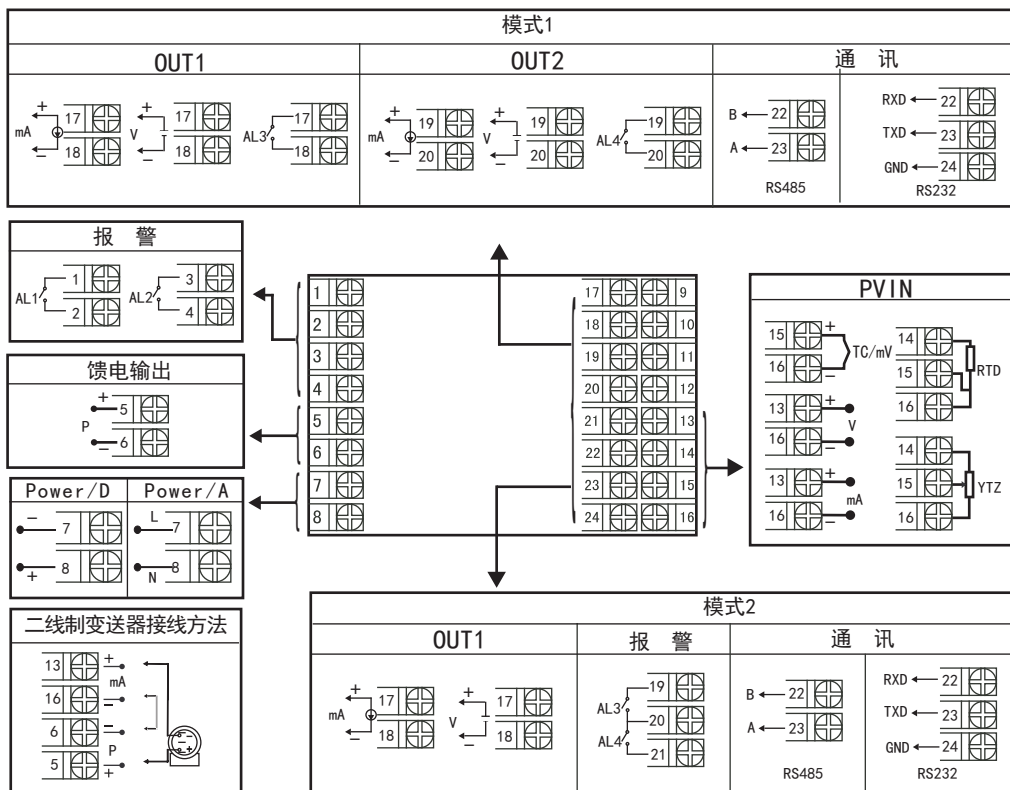 模式1
OUT1
OUT2
通 讯
+
mA
-
17
18
+
V
-
17
18
AL3
17
18
+
mA
-
19
20
+
V
-
19
20
AL4
19
20
B
A
22
23
RS485
RXD
TXD
GND
22
23
24
RS232
报 警
AL1
1
2
AL2
3
4
馈电输出
+
P
-
5
6
Power/D
Power/A
-
+
7
8
L
N
7
8
二线制变送器接线方法
13
16
6
5
+
mA
-
-
P
+
-
+
1
2
3
4
5
6
7
8
17
18
19
20
21
22
23
24
9
10
11
12
13
14
15
16
PVIN
15
16
+
-
TC/mV
13
16
+
-
V
13
16
+
-
mA
14
15
16
RTD
14
15
16
YTZ
模式2
OUT1
报 警
通 讯
+
mA
-
17
18
+
V
-
17
18
AL3
AL4
19
20
21
B
A
22
23
RS485
RXD
TXD
GND
22
23
24
RS232